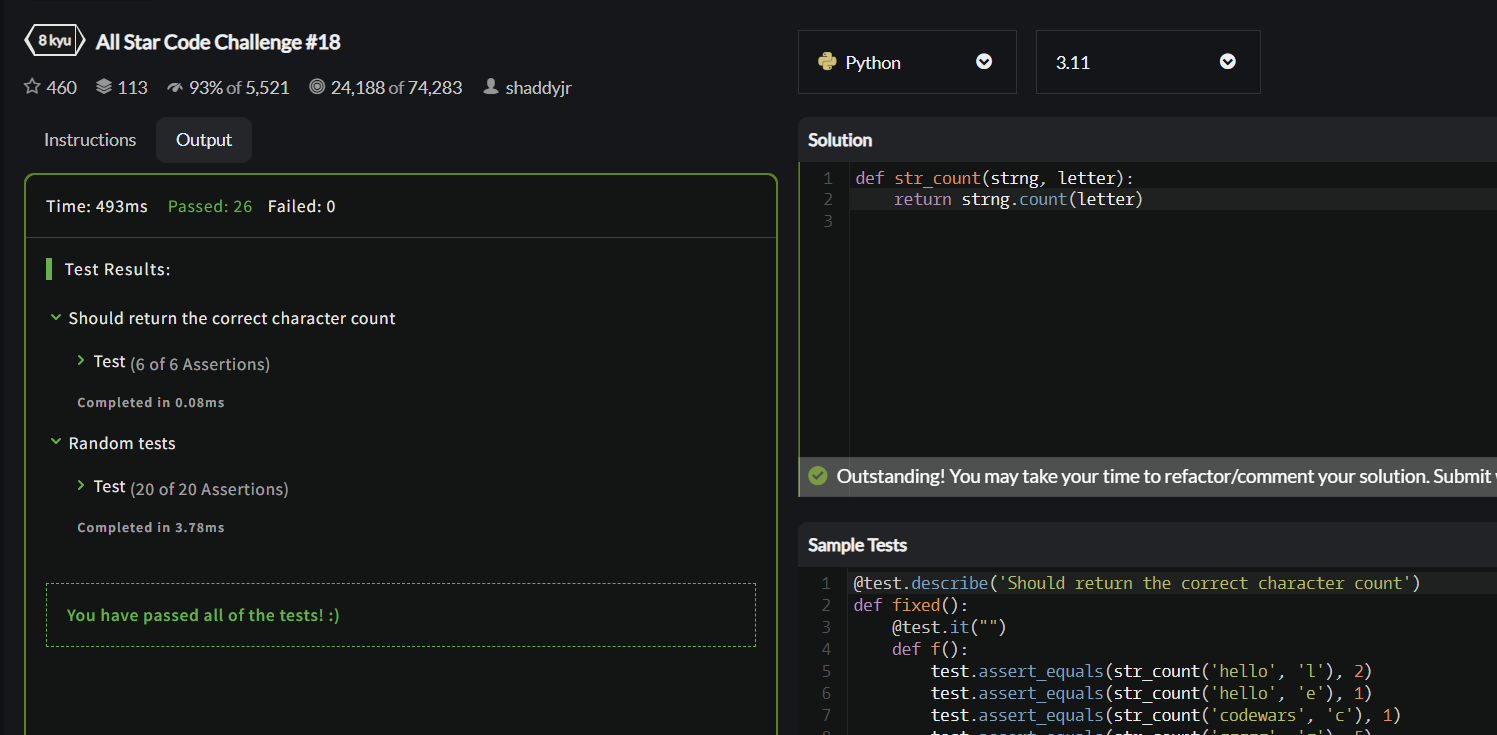 8 kyu All Star Code Challenge #18
460 113 93% of 5,521 24,188 of 74,283 shaddyjr
Instructions Output
Time: 493ms Passed: 26 Failed: 0
Test Results:
Should return the correct character count
Test (6 of 6 Assertions)
Completed in 0.08ms
Random tests
Test (20 of 20 Assertions)
Completed in 3.78ms
You have passed all of the tests! :)
Python 3.11
Solution
1 def str_count(strng, letter):
2     return strng.count(letter)
3
Outstanding! You may take your time to refactor/comment your solution. Submit
Sample Tests
1 @test.describe('Should return the correct character count')
2 def fixed():
3     @test.it("")
4     def f():
5         test.assert_equals(str_count('hello', 'l'), 2)
6         test.assert_equals(str_count('hello', 'e'), 1)
7         test.assert_equals(str_count('codewars', 'c'), 1)